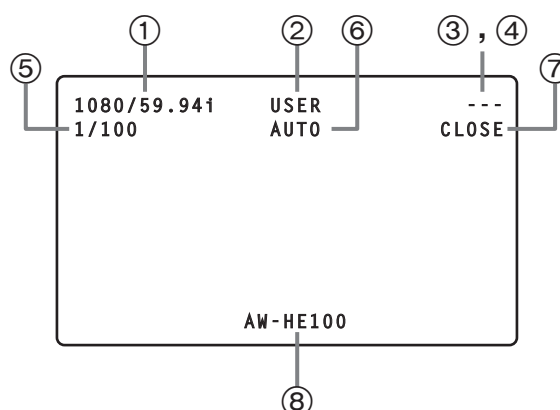 ① ② ⑥ ③ , ④
⑤ ⑦
1080/59.94i USER ---
1/100 AUTO CLOSE
AW-HE100
⑧